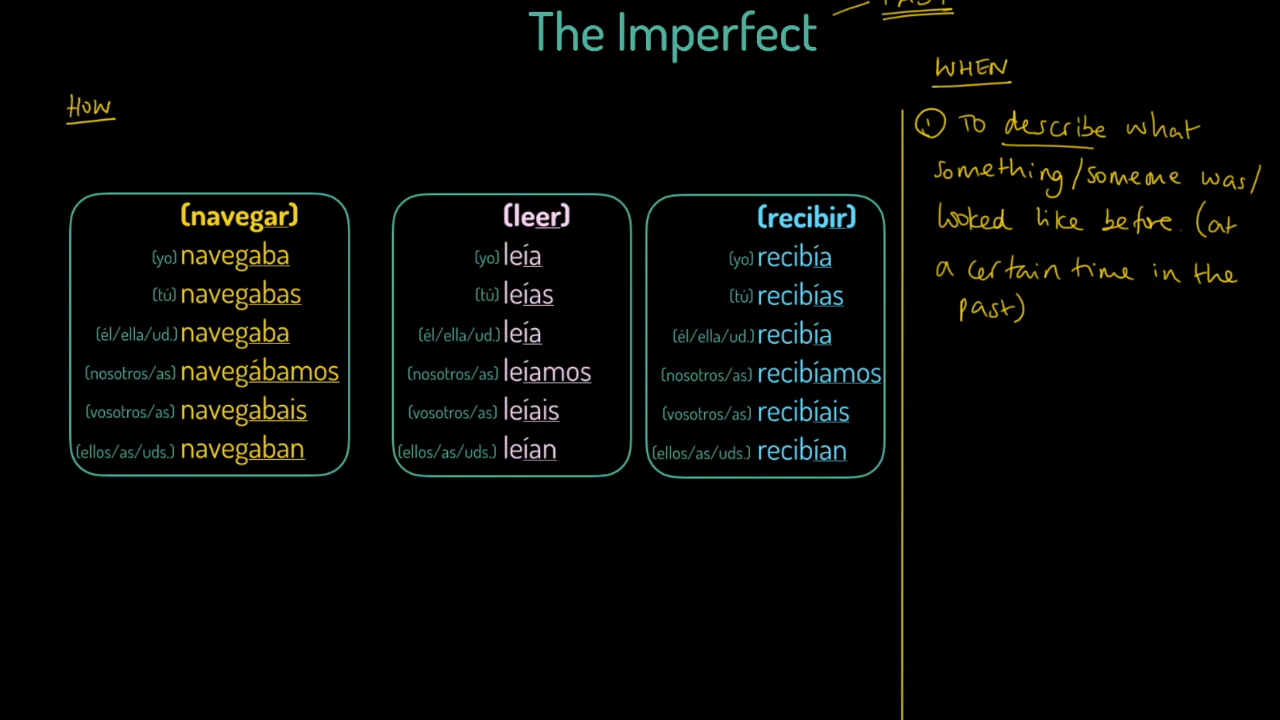 The Imperfect
HOW
(navegar)
(yo) navegaba
(tú) navegabas
(él/ella/ud.) navegaba
(nosotros/as) navegábamos
(vosotros/as) navegabais
(ellos/as/uds.) navegaban
(leer)
(yo) leía
(tú) leías
(él/ella/ud.) leía
(nosotros/as) leíamos
(vosotros/as) leíais
(ellos/as/uds.) leían
(recibir)
(yo) recibía
(tú) recibías
(él/ella/ud.) recibía
(nosotros/as) recibíamos
(vosotros/as) recibíais
(ellos/as/uds.) recibían
WHEN
① TO describe what
something/someone was/
looked like before. (at
a certain time in the
past)